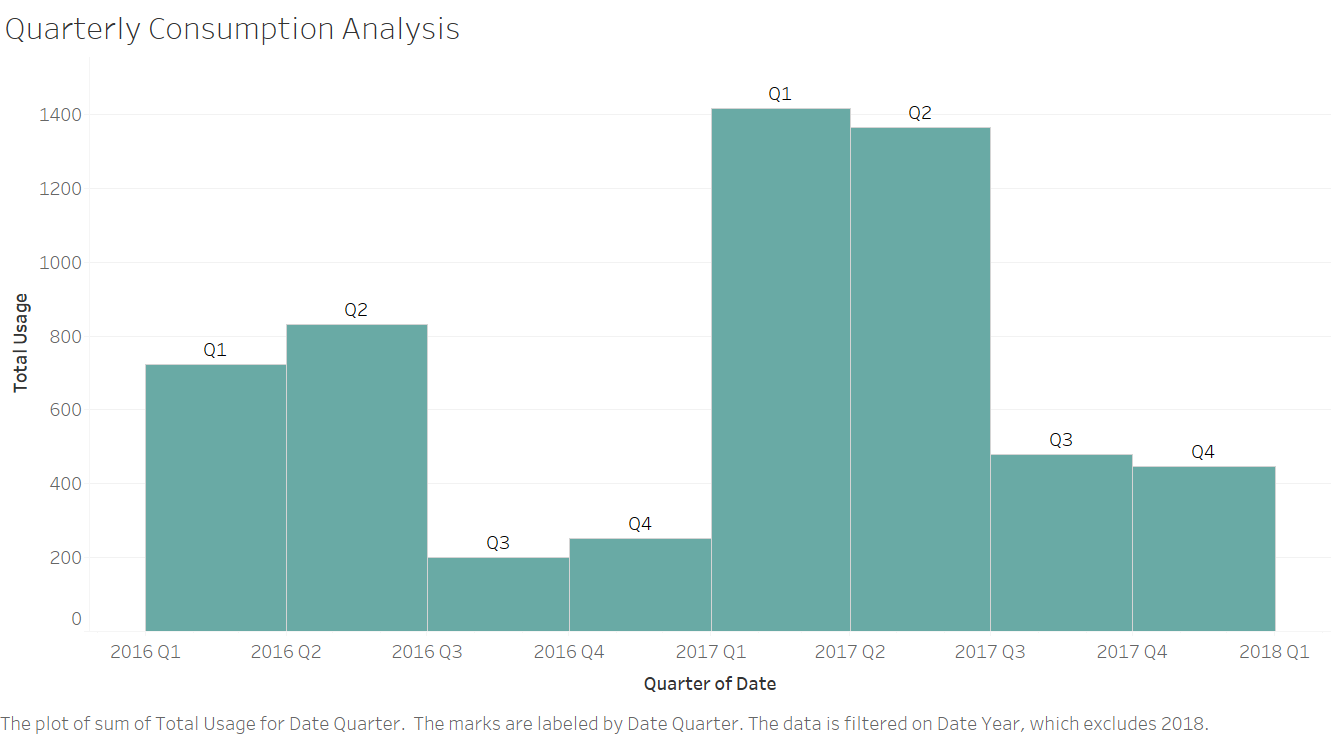 Quarterly Consumption Analysis
Q1
Q2
1400
1200
1000
Q2
800
Q1
600
Q3
Q4
400
Q4
Q3
200
0
Total Usage
2016 Q1 2016 Q2 2016 Q3 2016 Q4 2017 Q1 2017 Q2 2017 Q3 2017 Q4 2018 Q1
Quarter of Date
The plot of sum of Total Usage for Date Quarter.  The marks are labeled by Date Quarter. The data is filtered on Date Year, which excludes 2018.